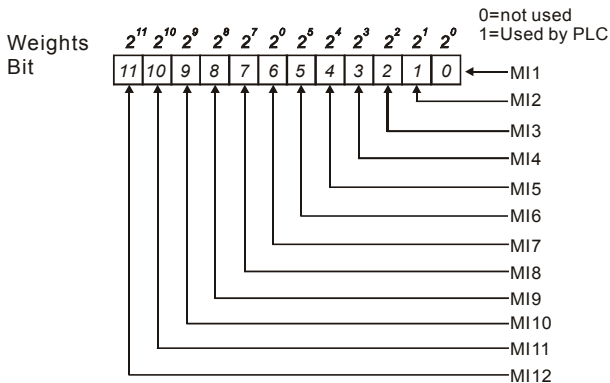 0=not used
1=Used by PLC
Weights 2¹¹ 2¹⁰ 2⁹ 2⁸ 2⁷ 2⁰ 2⁵ 2⁴ 2³ 2² 2¹ 2⁰
Bit 11 10 9 8 7 6 5 4 3 2 1 0
MI1
MI2
MI3
MI4
MI5
MI6
MI7
MI8
MI9
MI10
MI11
MI12